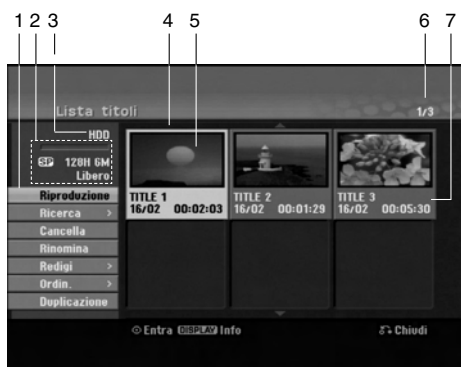 1 2 3 4 5 6 7
Lista titoli 1/3
HDD
SP 128H 6M
Libero
Riproduzione
Ricerca >
Cancella
Rinomina
Redigi >
Ordin. >
Duplicazione
TITLE 1
16/02 00:02:03
TITLE 2
16/02 00:01:29
TITLE 3
16/02 00:05:30
Entra DISPLAY Info Chiudi